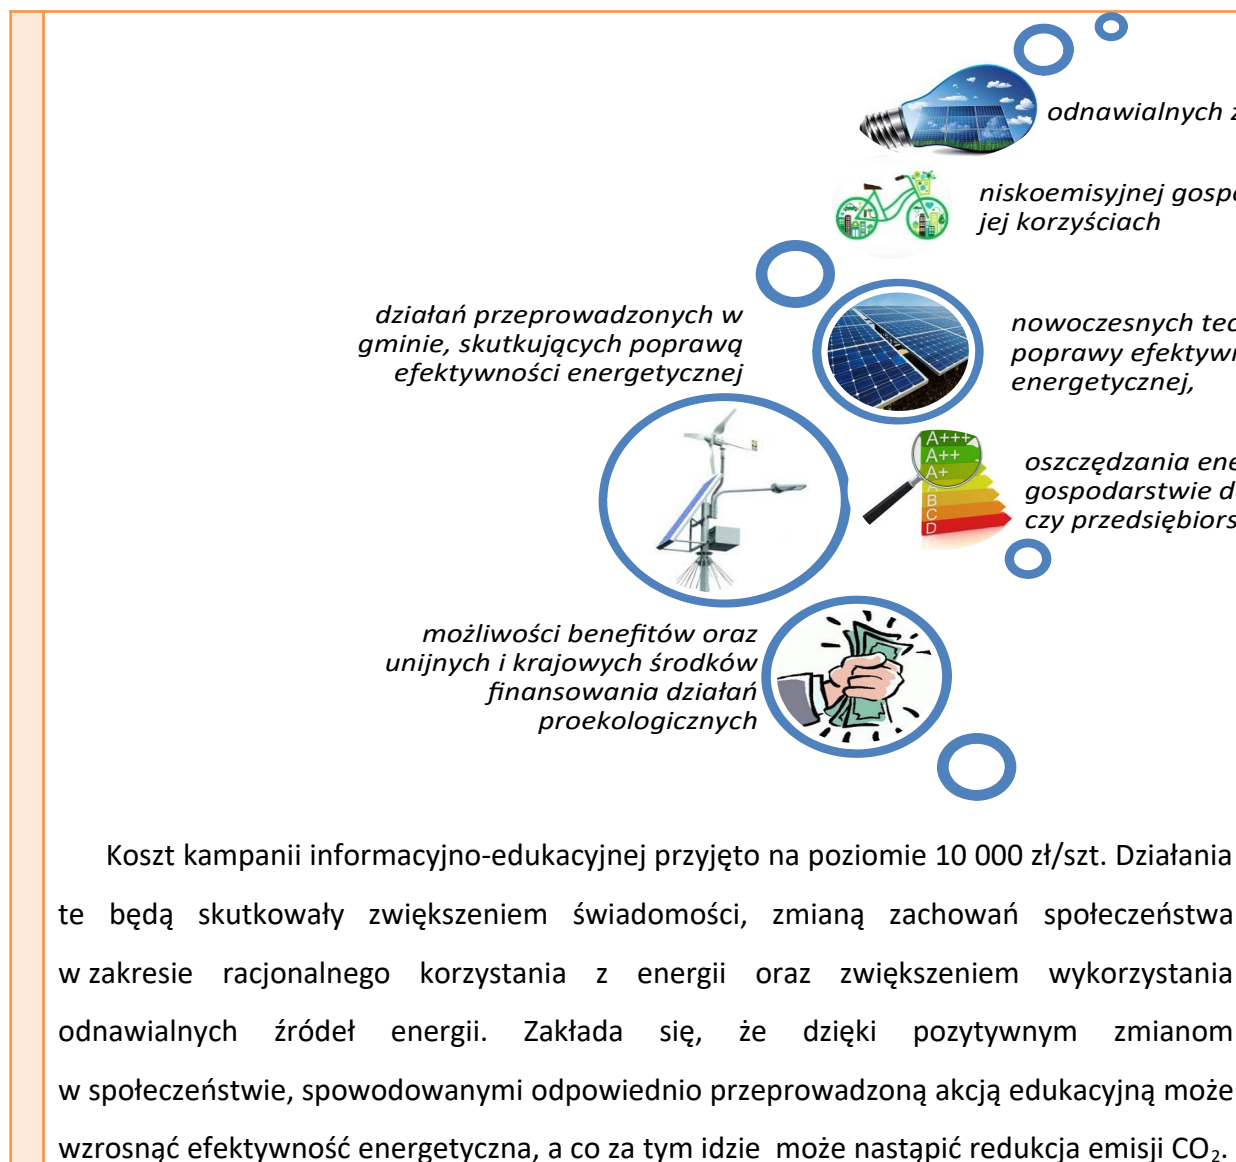 odnawialnych
niskoemisyjnej
jej korzyściach
działań przeprowadzonych w
gminie, skutkujących poprawą
efektywności energetycznej
nowoczesnych
poprawy
energetycznej,
A+++
A++
A+
A
B
C
D
oszczędzania
gospodarstwie
czy
możliwości benefitów oraz
unijnych i krajowych środków
finansowania działań
proekologicznych
Koszt kampanii informacyjno-edukacyjnej przyjęto na poziomie 10 000 zł/szt. Działania
te będą skutkowały zwiększeniem świadomości, zmianą zachowań społeczeństwa
w zakresie racjonalnego korzystania z energii oraz zwiększeniem wykorzystania
odnawialnych źródeł energii. Zakłada się, że dzięki pozytywnym zmianom
w społeczeństwie, spowodowanymi odpowiednio przeprowadzoną akcją edukacyjną może
wzrosnąć efektywność energetyczna, a co za tym idzie może nastąpić redukcja emisji CO₂.